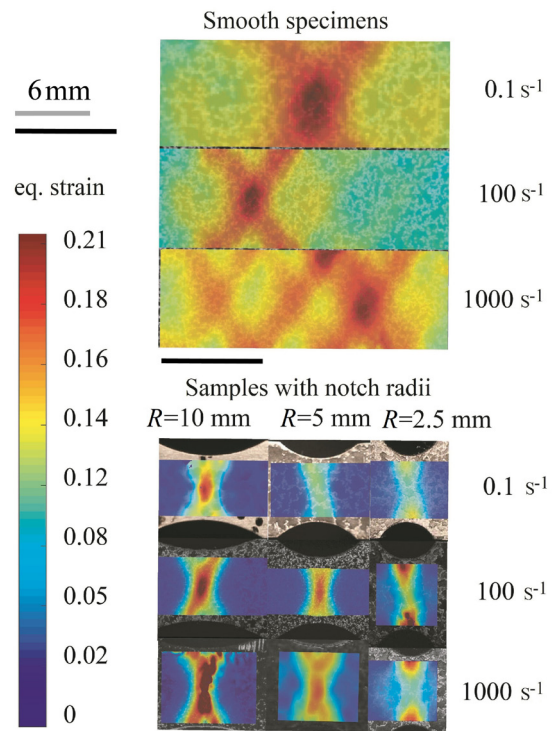 Smooth specimens
6 mm
0.1 s-1
100 s-1
1000 s-1
eq. strain
0.21
0.18
0.16
0.14
0.12
0.08
0.05
0.02
0
Samples with notch radii
R=10 mm R=5 mm R=2.5 mm
0.1 s-1
100 s-1
1000 s-1